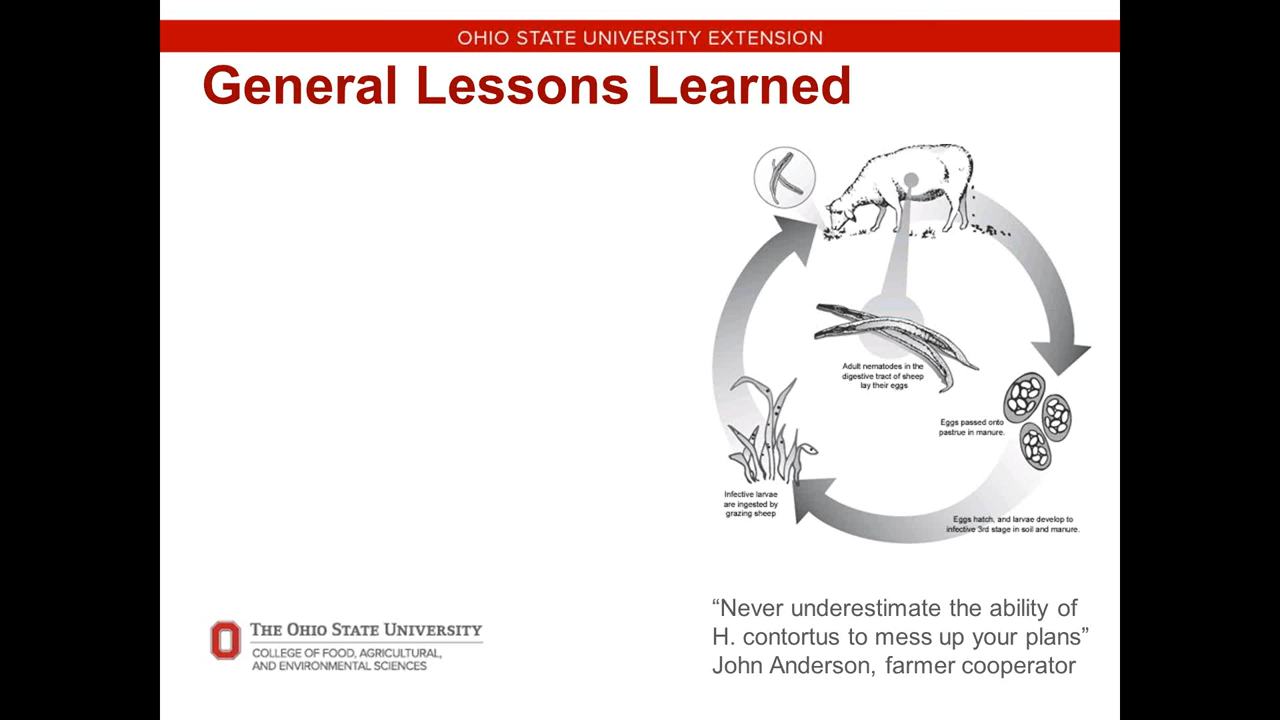 OHIO STATE UNIVERSITY EXTENSION
General Lessons Learned
Adult nematodes in the
digestive tract of sheep
lay their eggs
Eggs passed onto
pastrue in manure.
Eggs hatch, and larvae develop to
infective 3rd stage in soil and manure.
Infective larvae
are ingested by
grazing sheep
“Never underestimate the ability of
H. contortus to mess up your plans”
John Anderson, farmer cooperator
THE OHIO STATE UNIVERSITY
COLLEGE OF FOOD, AGRICULTURAL,
AND ENVIRONMENTAL SCIENCES